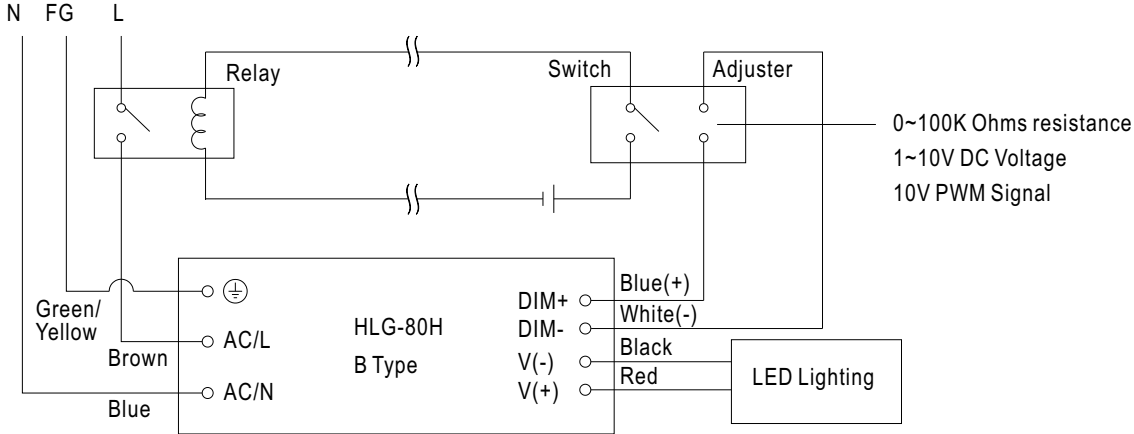 N FG L
Relay
Switch
Adjuster
0~100K Ohms resistance
1~10V DC Voltage
10V PWM Signal
Green/
Yellow
Brown
Blue
AC/L
AC/N
HLG-80H
B Type
DIM+
DIM-
V(-)
V(+)
Blue(+)
White(-)
Black
Red
LED Lighting